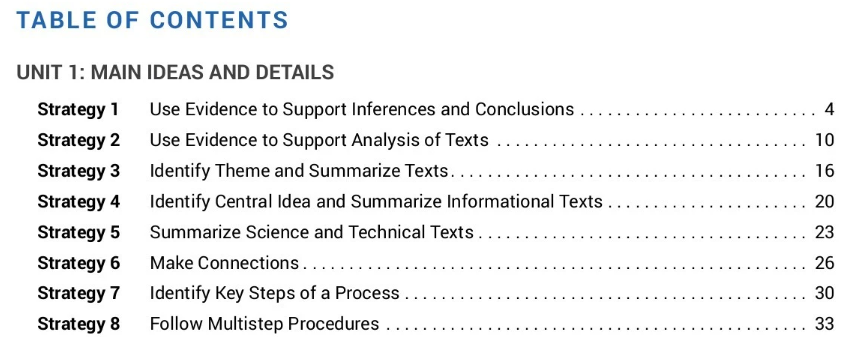 TABLE OF CONTENTS
UNIT 1: MAIN IDEAS AND DETAILS
Strategy 1 Use Evidence to Support Inferences and Conclusions . . . . . . . . . . . . . . . . . . . . . . . . . . 4
Strategy 2 Use Evidence to Support Analysis of Texts . . . . . . . . . . . . . . . . . . . . . . . . . . . . . . . . . . 10
Strategy 3 Identify Theme and Summarize Texts. . . . . . . . . . . . . . . . . . . . . . . . . . . . . . . . . . . . . . . 16
Strategy 4 Identify Central Idea and Summarize Informational Texts . . . . . . . . . . . . . . . . . . . . . . 20
Strategy 5 Summarize Science and Technical Texts . . . . . . . . . . . . . . . . . . . . . . . . . . . . . . . . . . . . 23
Strategy 6 Make Connections . . . . . . . . . . . . . . . . . . . . . . . . . . . . . . . . . . . . . . . . . . . . . . . . . . . . . . . 26
Strategy 7 Identify Key Steps of a Process . . . . . . . . . . . . . . . . . . . . . . . . . . . . . . . . . . . . . . . . . . . . 30
Strategy 8 Follow Multistep Procedures . . . . . . . . . . . . . . . . . . . . . . . . . . . . . . . . . . . . . . . . . . . . . . 33